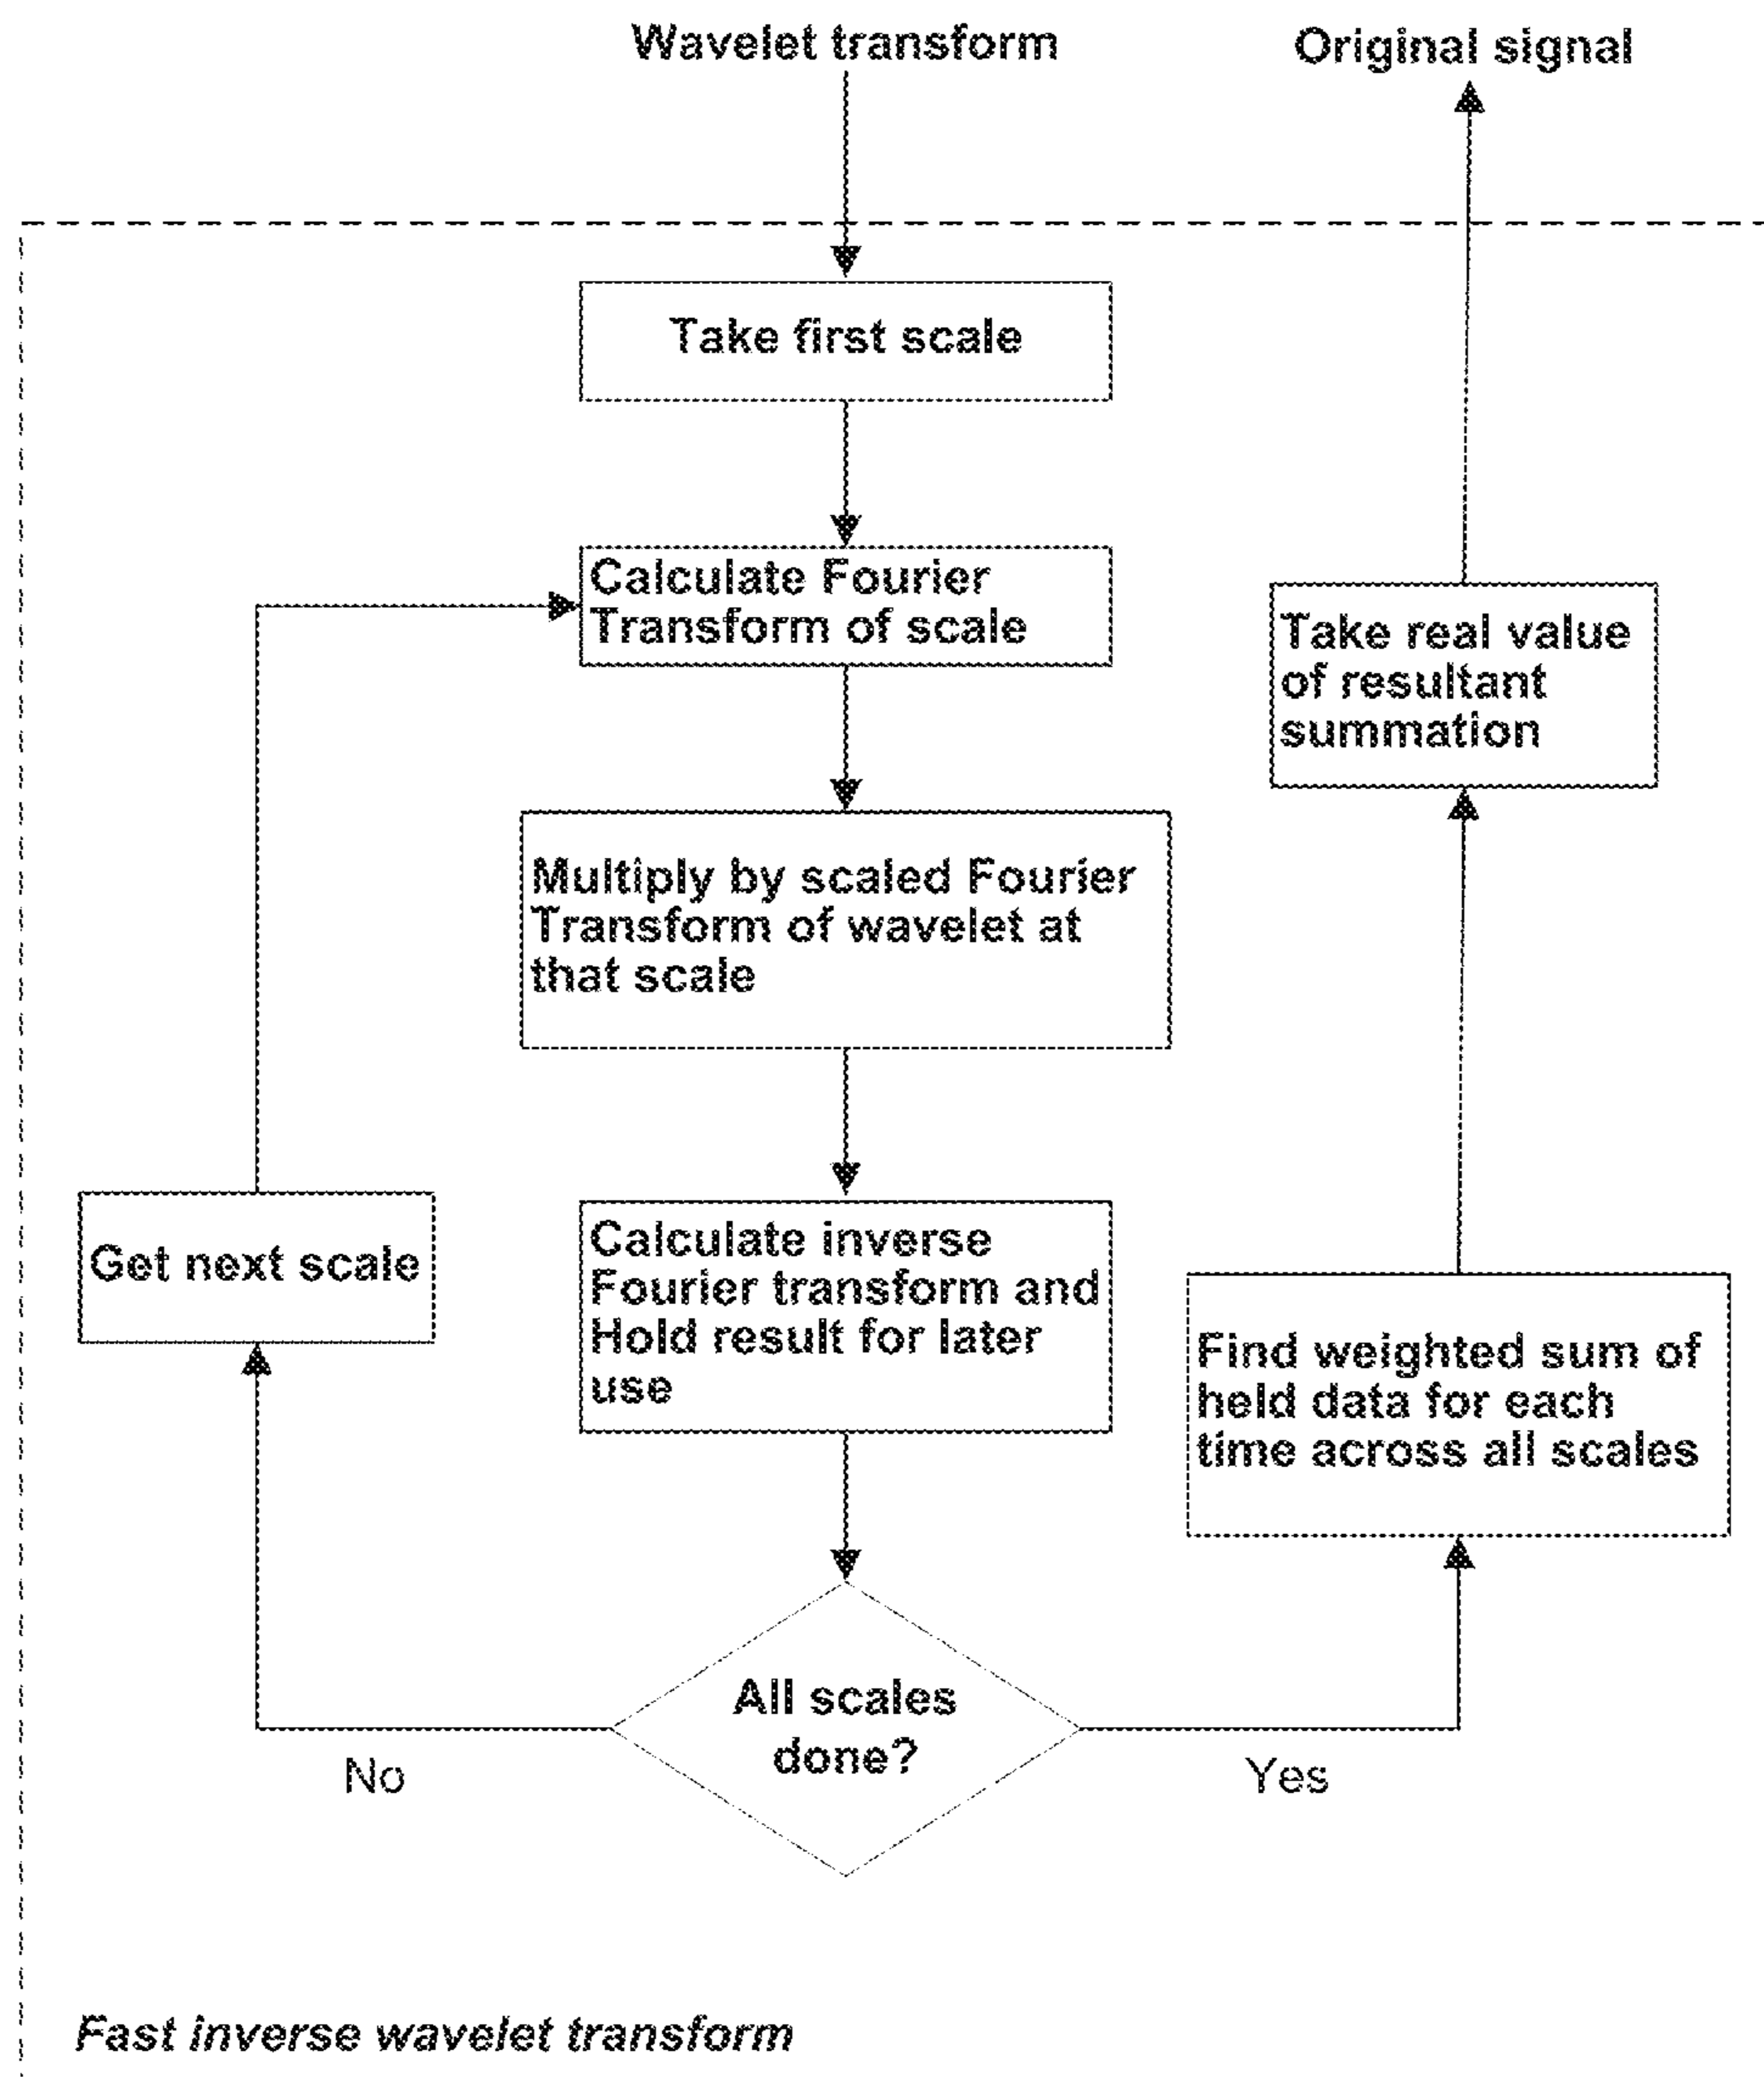 Wavelet transform
Original signal
Take first scale
Calculate Fourier
Transform of scale
Take real value
of resultant
summation
Multiply by scaled Fourier
Transform of wavelet at
that scale
Get next scale
Calculate inverse
Fourier transform and
Hold result for later
use
Find weighted sum of
held data for each
time across all scales
All scales
done?
No
Yes
Fast inverse wavelet transform